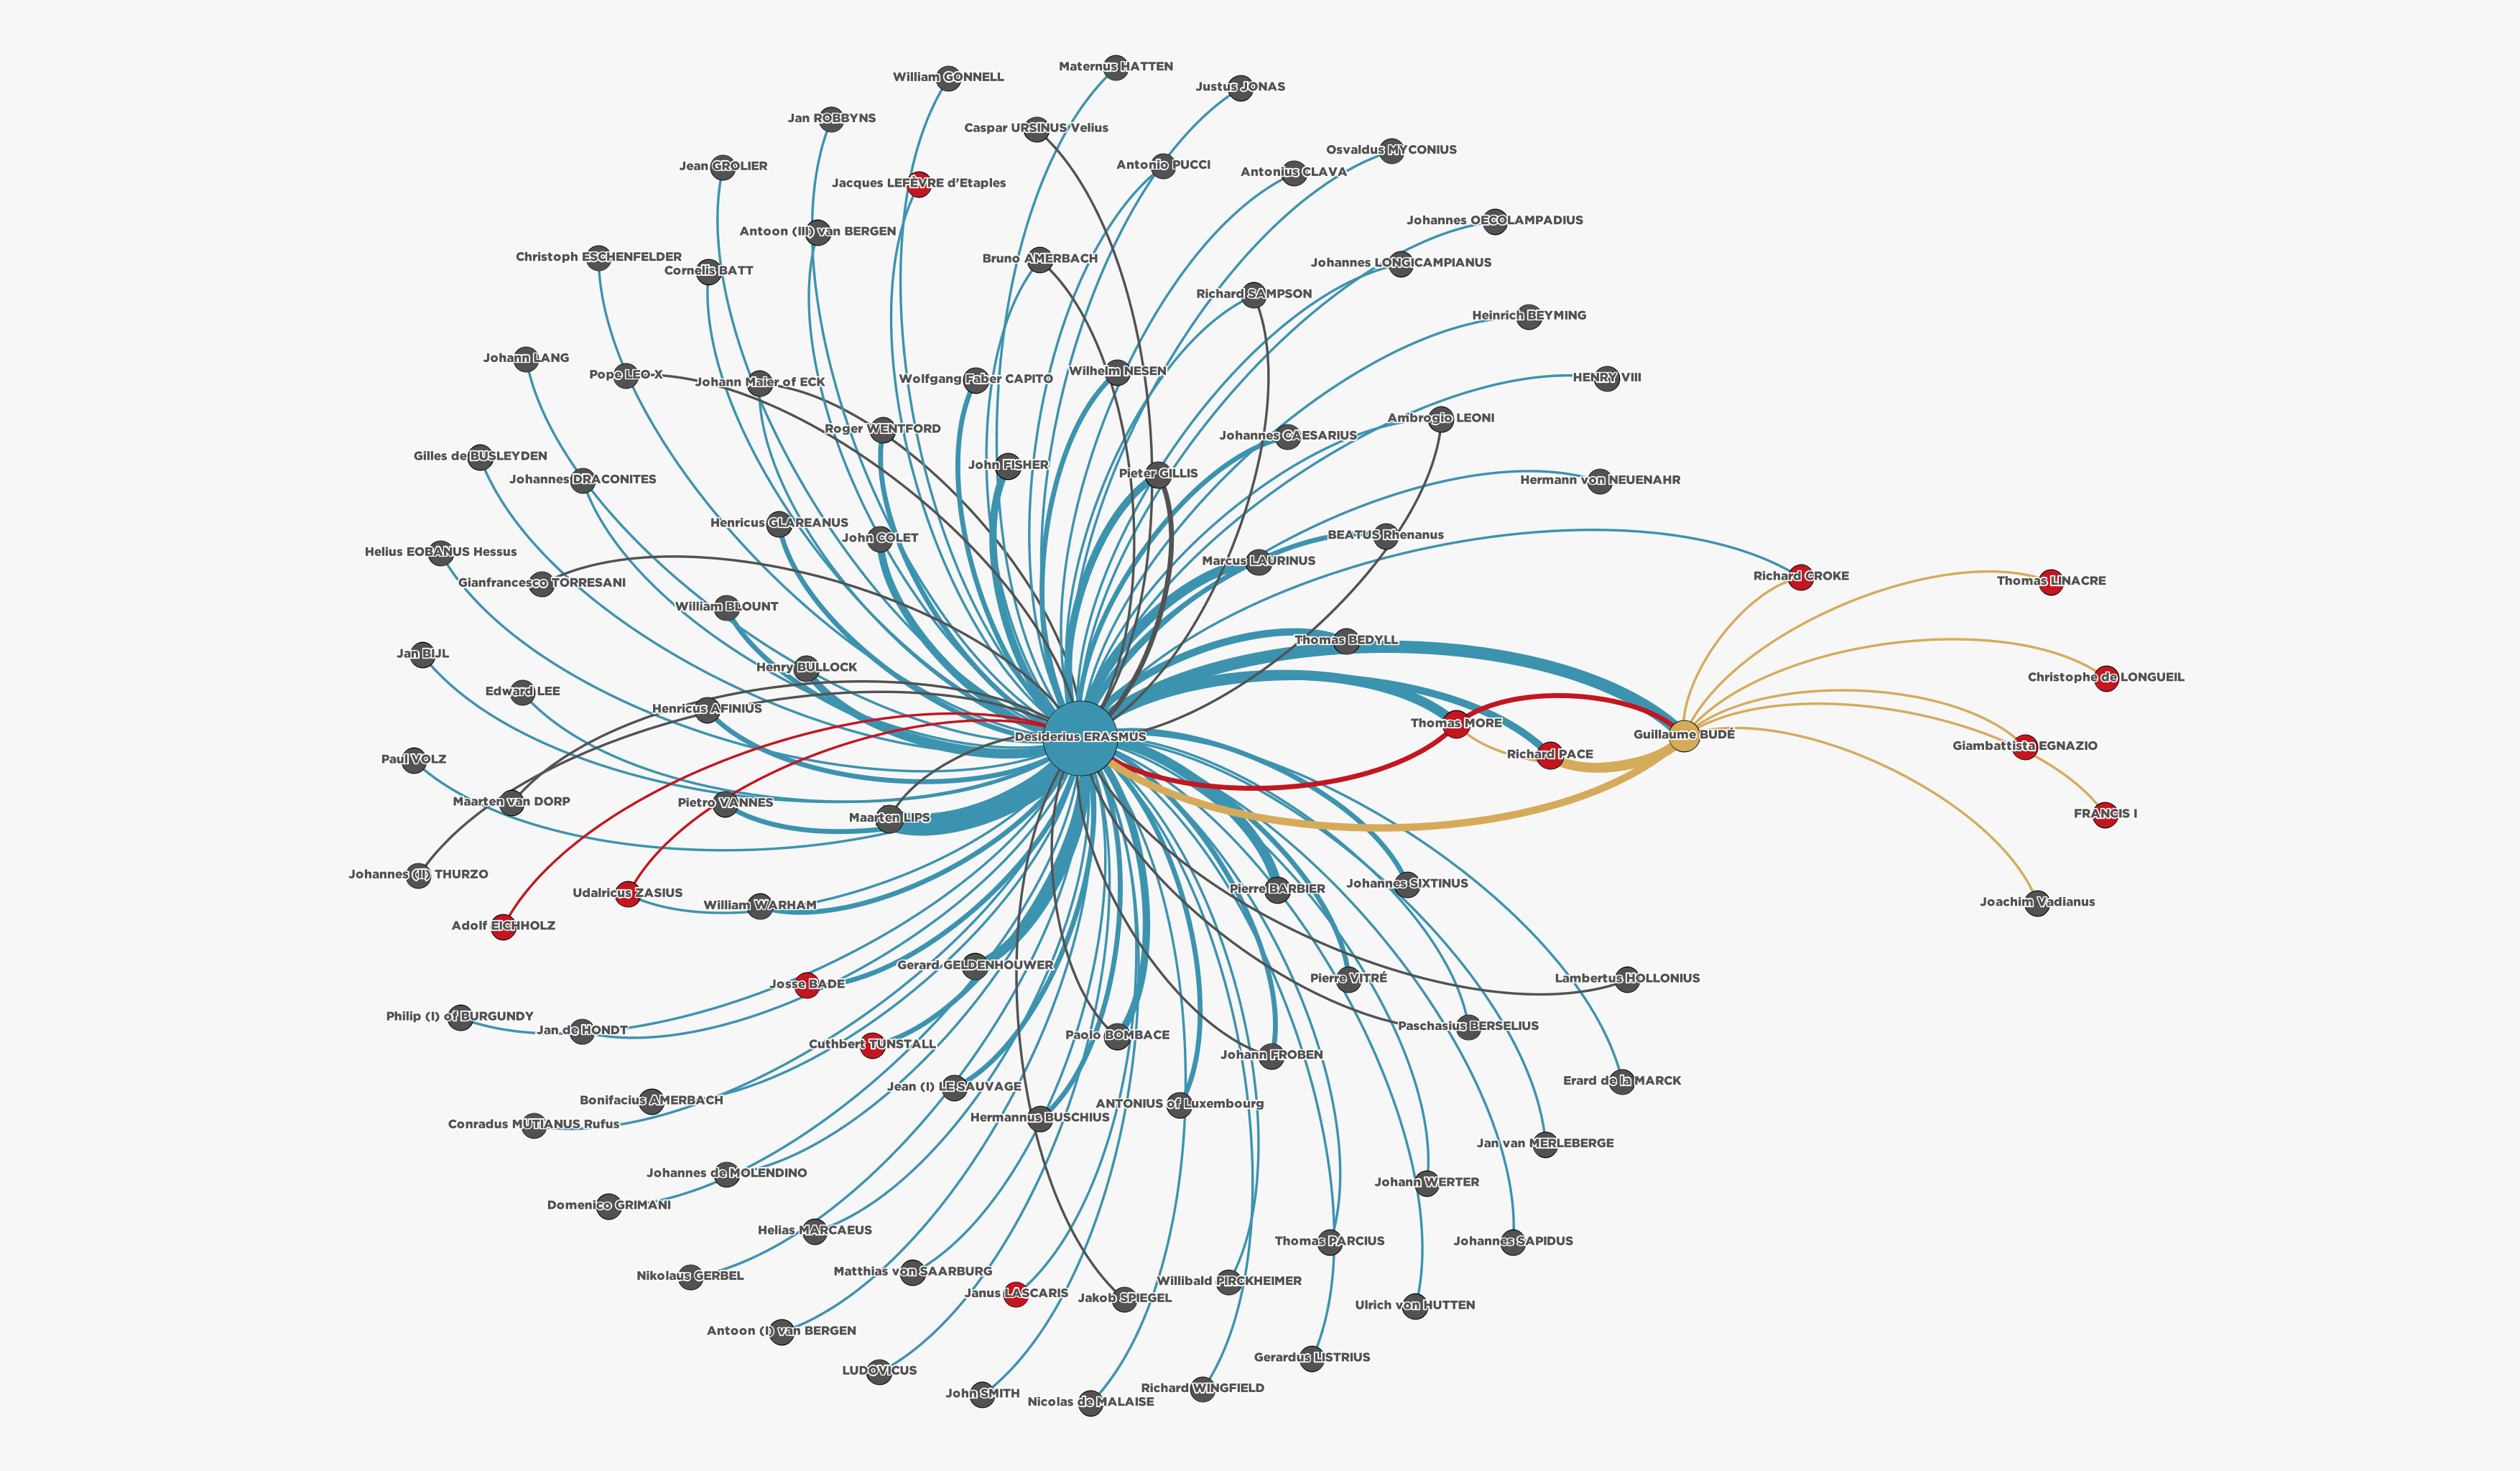 Maternus HATTEN
William GONNELL
Justus JONAS
Jan ROBBYNS
Caspar URSINUS Velius
Osvaldus MYCONIUS
Jean GROLIER
Antonio PUCCI
Antonius CLAVA
Jacques LEFÈVRE d'Etaples
Johannes OECOLAMPADIUS
Antoon (III) van BERGEN
Christoph ESCHENFELDER
Bruno AMERBACH
Johannes LONGICAMPIANUS
Cornelis BATT
Richard SAMPSON
Heinrich BEYMING
Johann LANG
Pope LEO X
Johann Maier of ECK
Wolfgang Faber CAPITO
Wilhelm NESEN
HENRY VIII
Ambrogio LEONI
Roger WENTFORD
Johannes CAESARIUS
Gilles de BUSLEYDEN
John FISHER
Pieter GILLIS
Johannes DRACONITES
Hermann von NEUENAHR
Henricus GLAREANUS
John COLET
BEATUS Rhenanus
Helius EOBANUS Hessus
Marcus LAURINUS
Gianfrancesco TORRESANI
Richard CROKE
Thomas LINACRE
William BLOUNT
Thomas BEDYLL
Jan BIJL
Henry BULLOCK
Christophe de LONGUEIL
Edward LEE
Henricus AFINIUS
Thomas MORE
Desiderius ERASMUS
Guillaume BUDÉ
Giambattista EGNAZIO
Richard PACE
Paul VOLZ
Maarten van DORP
Pietro VANNES
Maarten LIPS
FRANCIS I
Johannes (II) THURZO
Udalricus ZASIUS
Pierre BARBIER
Johannes SIXTINUS
William WARHAM
Joachim Vadianus
Adolf EICHHOLZ
Gerard GELDENHOUWER
Josse BADE
Pierre VITRÉ
Lambertus HOLLONIUS
Philip (I) of BURGUNDY
Jan de HONDT
Paolo BOMBACE
Paschasius BERSELIUS
Cuthbert TUNSTALL
Johann FROBEN
Jean (I) LE SAUVAGE
Erard de la MARCK
Bonifacius AMERBACH
ANTONIUS of Luxembourg
Conradus MUTIANUS Rufus
Hermannus BUSCHIUS
Jan van MERLEBERGE
Johannes de MOLENDINO
Johann WERTER
Domenico GRIMANI
Helias MARCAEUS
Thomas PARCIUS
Johannes SAPIDUS
Nikolaus GERBEL
Matthias von SAARBURG
Willibald PIRCKHEIMER
Janus LASCARIS
Jakob SPIEGEL
Ulrich von HUTTEN
Antoon (I) van BERGEN
Gerardus LISTRIUS
LUDOVICUS
John SMITH
Richard WINGFIELD
Nicolas de MALAISE